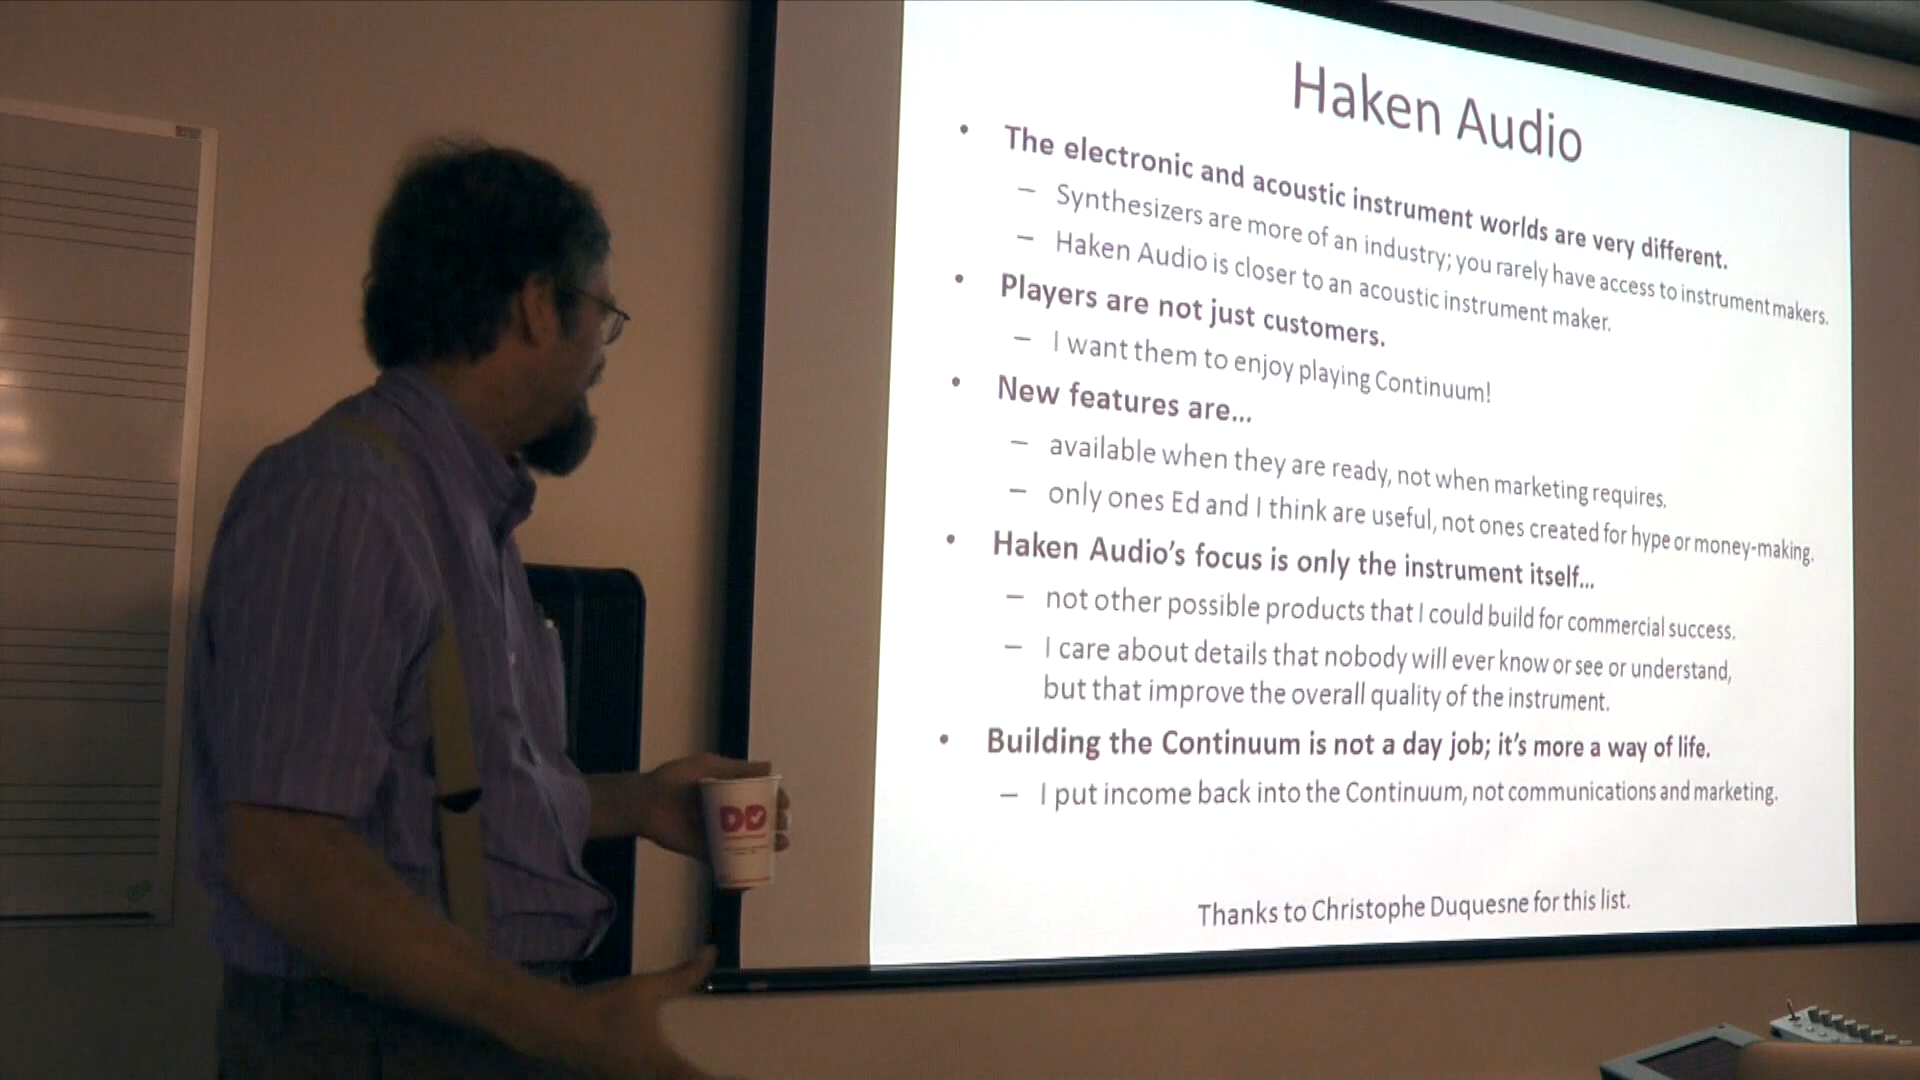 Haken Audio
• The electronic and acoustic instrument worlds are very different.
– Synthesizers are more of an industry; you rarely have access to instrument makers.
– Haken Audio is closer to an acoustic instrument maker.
• Players are not just customers.
– I want them to enjoy playing Continuum!
• New features are...
– available when they are ready, not when marketing requires.
– only ones Ed and I think are useful, not ones created for hype or money-making.
• Haken Audio's focus is only the instrument itself...
– not other possible products that I could build for commercial success.
– I care about details that nobody will ever know or see or understand,
but that improve the overall quality of the instrument.
• Building the Continuum is not a day job; it's more a way of life.
– I put income back into the Continuum, not communications and marketing.
Thanks to Christophe Duquesne for this list.
DD